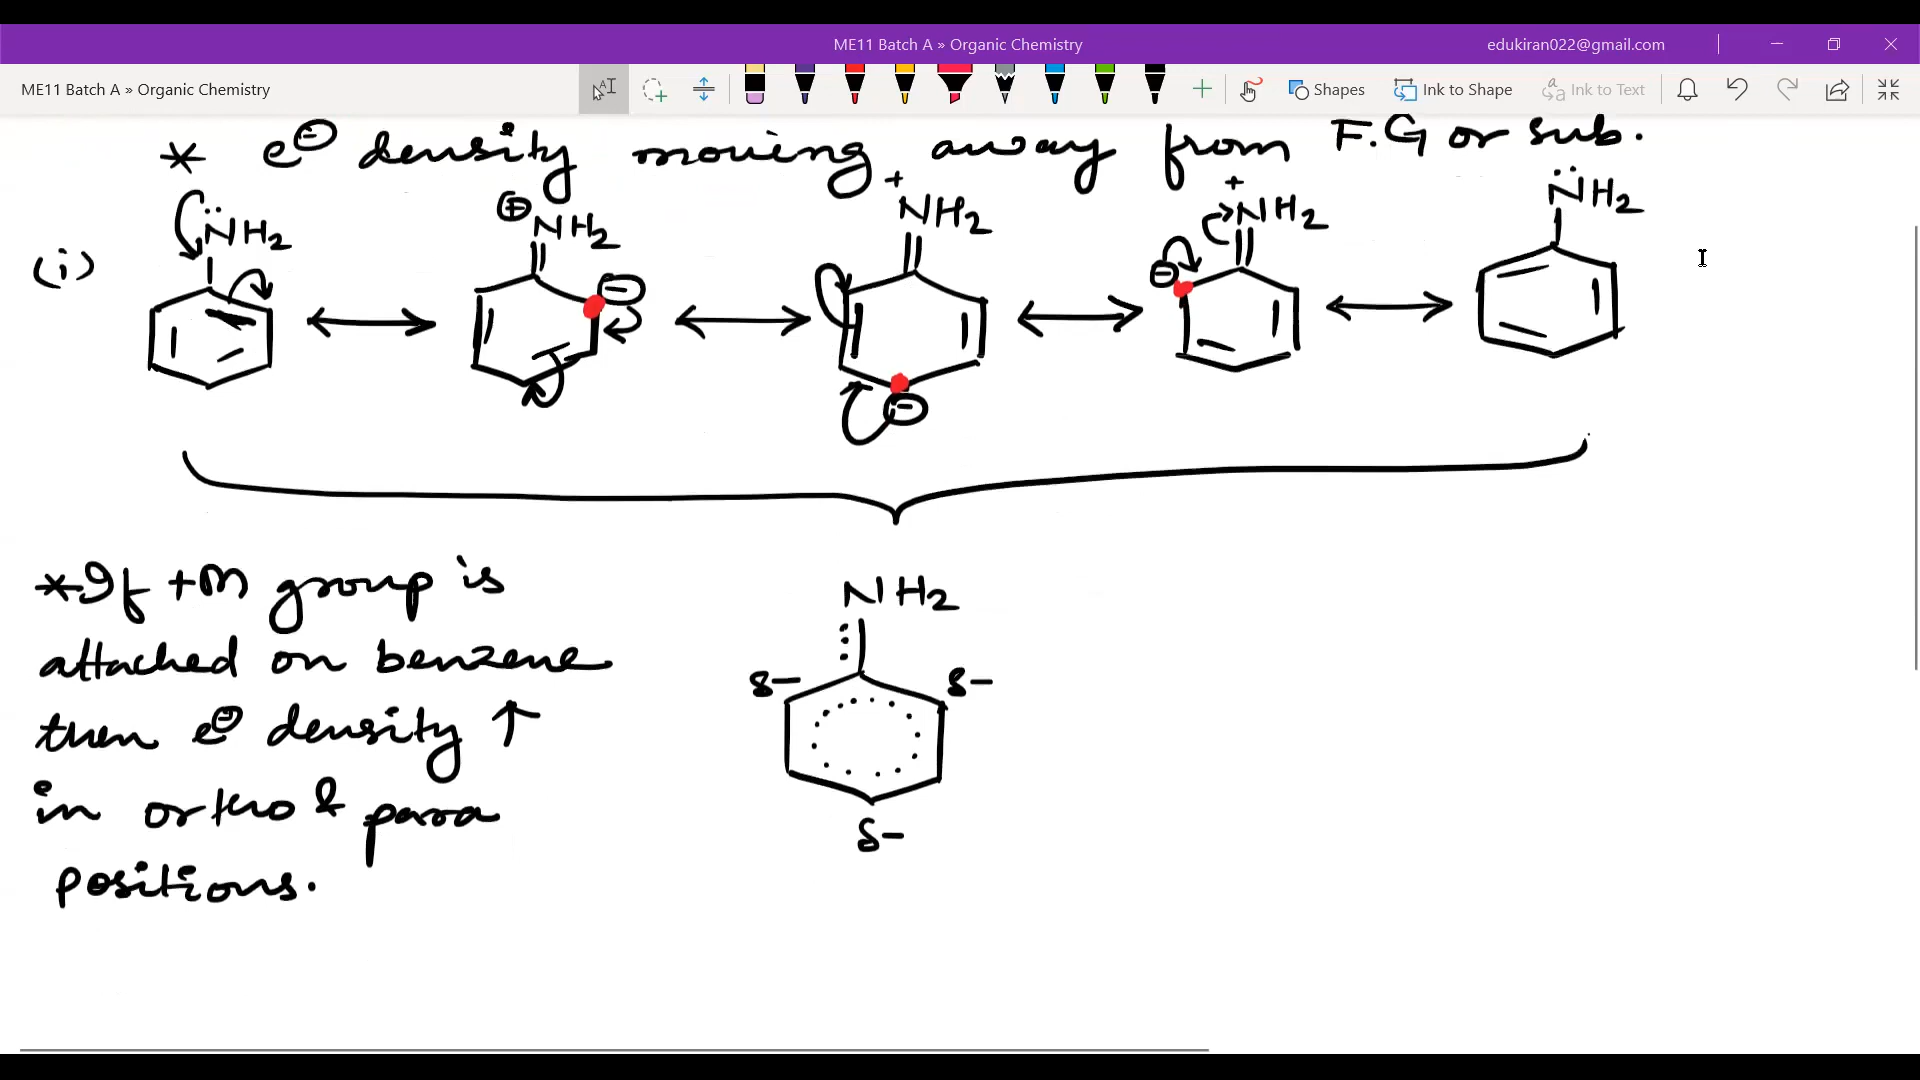 ME11 Batch A » Organic Chemistry
edukiran022@gmail.com
ME11 Batch A » Organic Chemistry
Shapes
Ink to Shape
Ink to Text
* e⊖ density moving away from F.G or sub.
(i)
N̈H2
⊕NH2
+NH2
+NH2
N̈H2
⊖
⊖
⊖
*If +M group is
attached on benzene
then e⊖ density ↑
in ortho & para
positions.
NH2
δ-
δ-
δ-